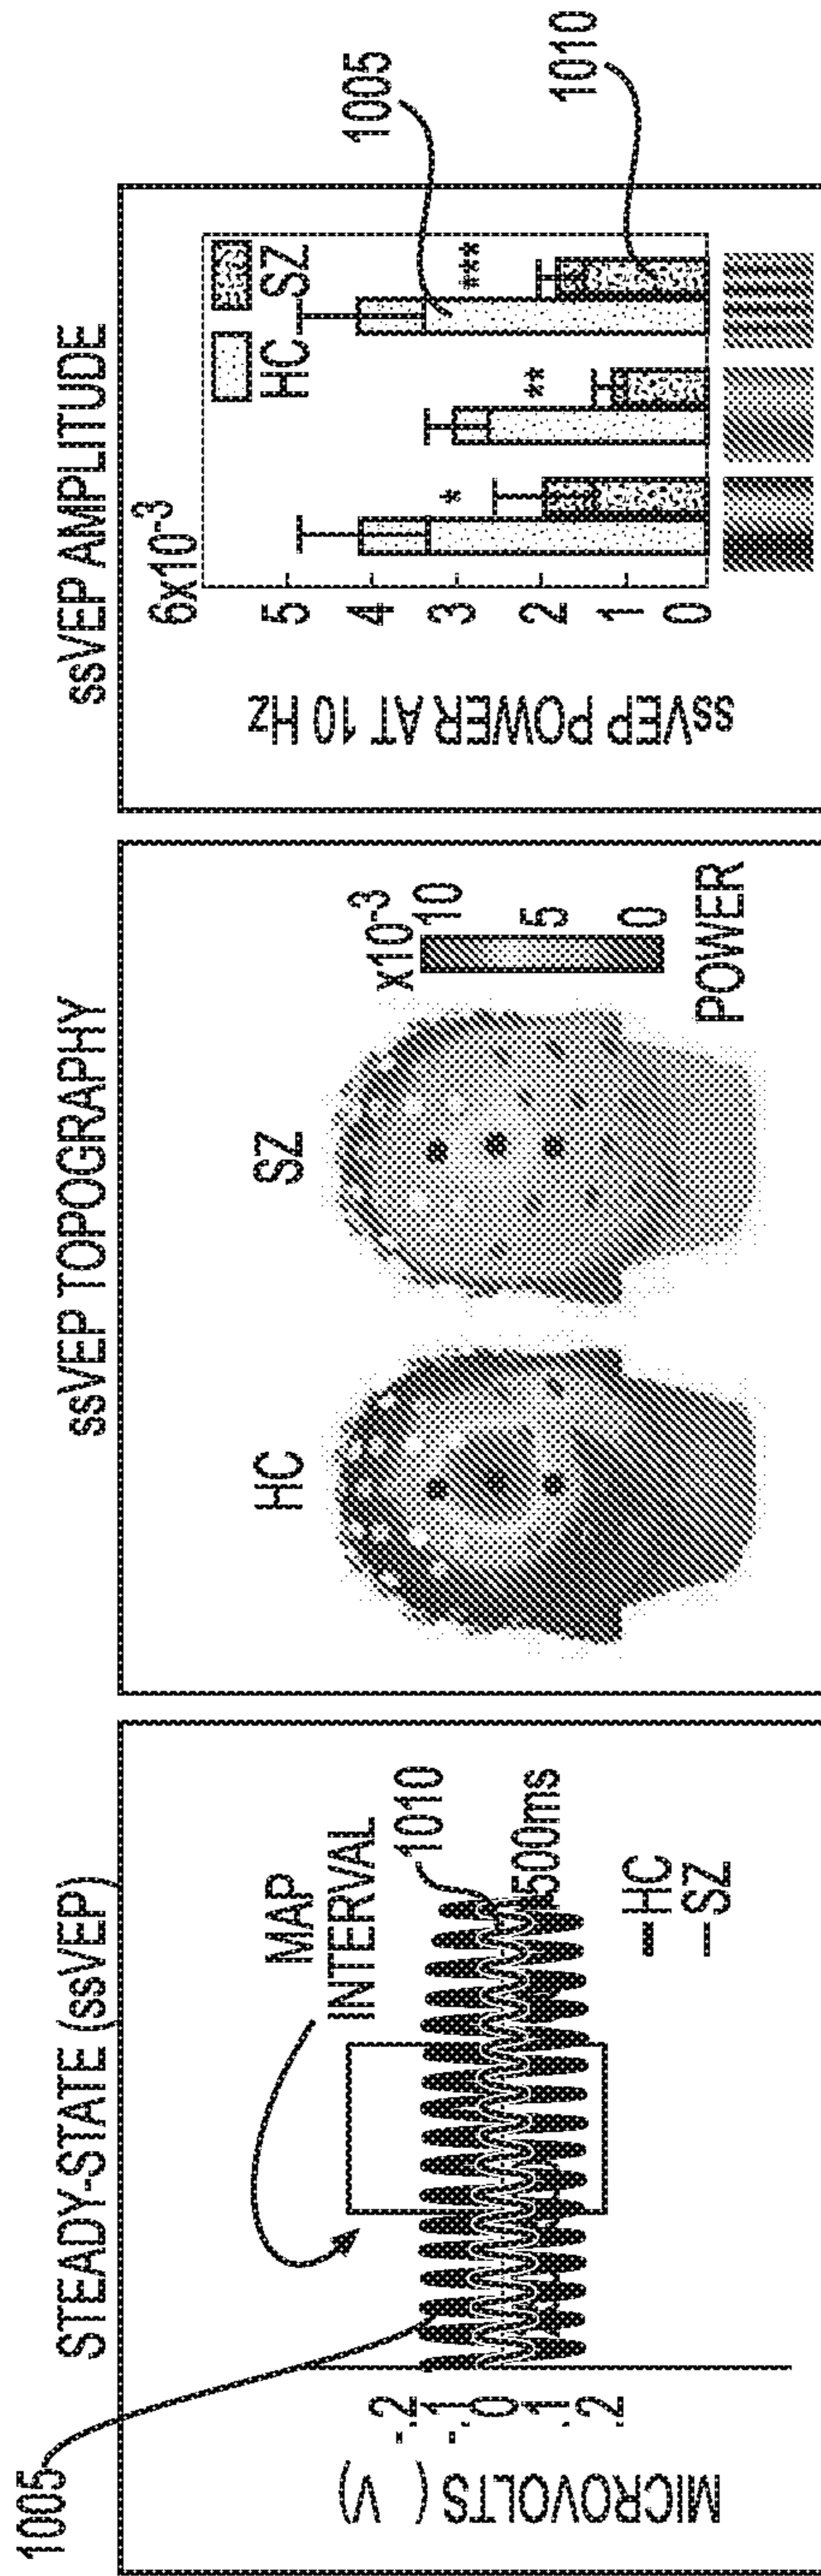 STEADY-STATE (ssVEP)
1005
MAP
INTERVAL
1010
-.2
-.1
0
.1
.2
MICROVOLTS ( V)
500ms
HC
SZ
ssVEP TOPOGRAPHY
HC
SZ
x10-3
10
5
0
POWER
ssVEP AMPLITUDE
6x10-3
5
4
3
2
1
0
ssVEP POWER AT 10 Hz
HC
SZ
*
**
***
1005
1010